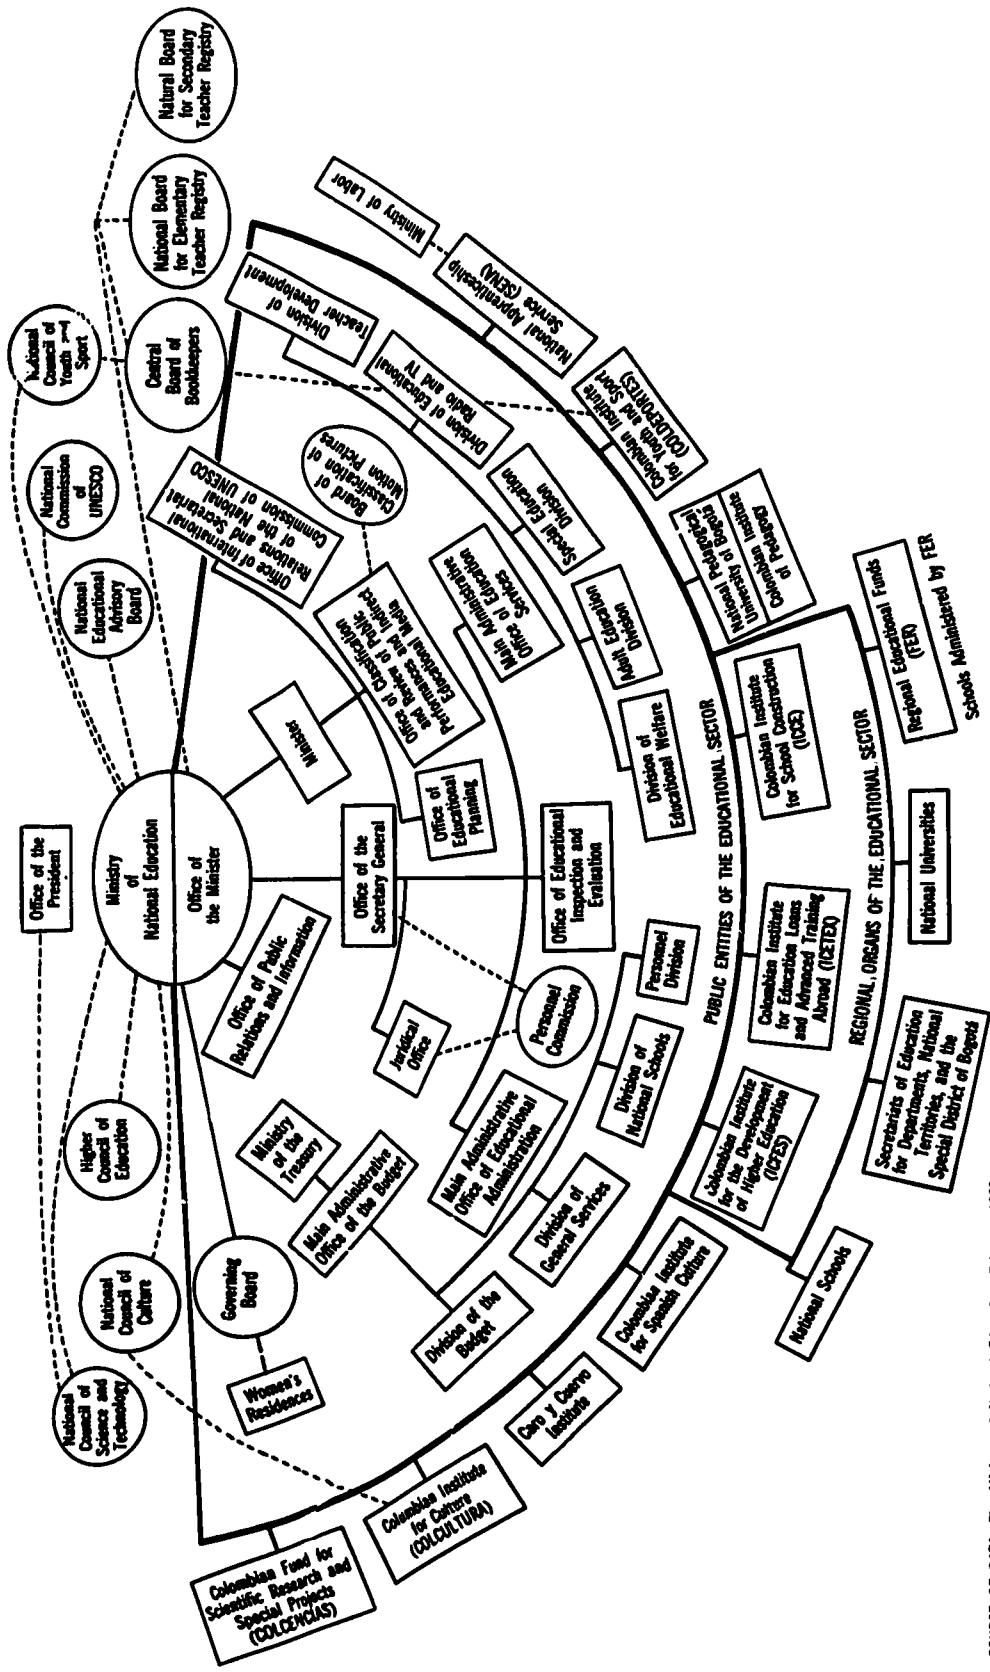 Office of the
President
Ministry
of
National Education
Office of
the Minister
National
Council of
Science and
Technology
National
Council of
Culture
Higher
Council of
Education
National
Educational
Advisory
Board
National
Commission
of
UNESCO
National
Council of
Youth and
Sport
Central
Board of
Bookkeepers
National Board
for Elementary
Teacher Registry
Natural Board
for Secondary
Teacher Registry
Governing
Board
Women's
Residences
Office of Public
Relations and Information
Minister
Office of International
Relations and Secretariat
of the National
Commission of UNESCO
Office of the
Secretary General
Juridical
Office
Office of
Educational
Planning
Office of Classification
and Review of Public
Performances and Indirect
Educational Media
Board of
Classification of
Motion Pictures
Ministry
of the
Treasury
Main Administrative
Office of the Budget
Main Administrative
Office of Educational
Administration
Personnel
Commission
Office of Educational
Inspection and
Evaluation
Main Administrative
Office of Education
Services
Division of the
Budget
Division of
General Services
Division of
National Schools
Personnel
Division
Division of
Educational Welfare
Adult Education
Division
Special Education
Division
Division of Educational
Radio and TV
Division of
Teacher Development
PUBLIC ENTITIES OF THE EDUCATIONAL SECTOR
Colombian Fund for
Scientific Research and
Special Projects
(COLCENCÍAS)
Colombian Institute
for Culture
(COLCULTURA)
Caro y Cuervo
Institute
Colombian Institute
for Spanish Culture
Colombian Institute
for the Development
of Higher Education
(ICFES)
Colombian Institute
for Education Loans
and Advanced Training
Abroad (ICETEX)
Colombian Institute
for School Construction
(ICCE)
National Pedagogical
University of Bogotá
Colombian Institute
of Pedagogy
Colombian Institute
for Youth and Sport
(COLDEPORTES)
National Apprenticeship
Service (SENA)
Ministry of Labor
REGIONAL ORGANS OF THE EDUCATIONAL SECTOR
National Schools
Secretariats of Education
for Departments, National
Territories, and the
Special District of Bogotá
National Universities
Regional Educational Funds
(FER)
Schools Administered by FER